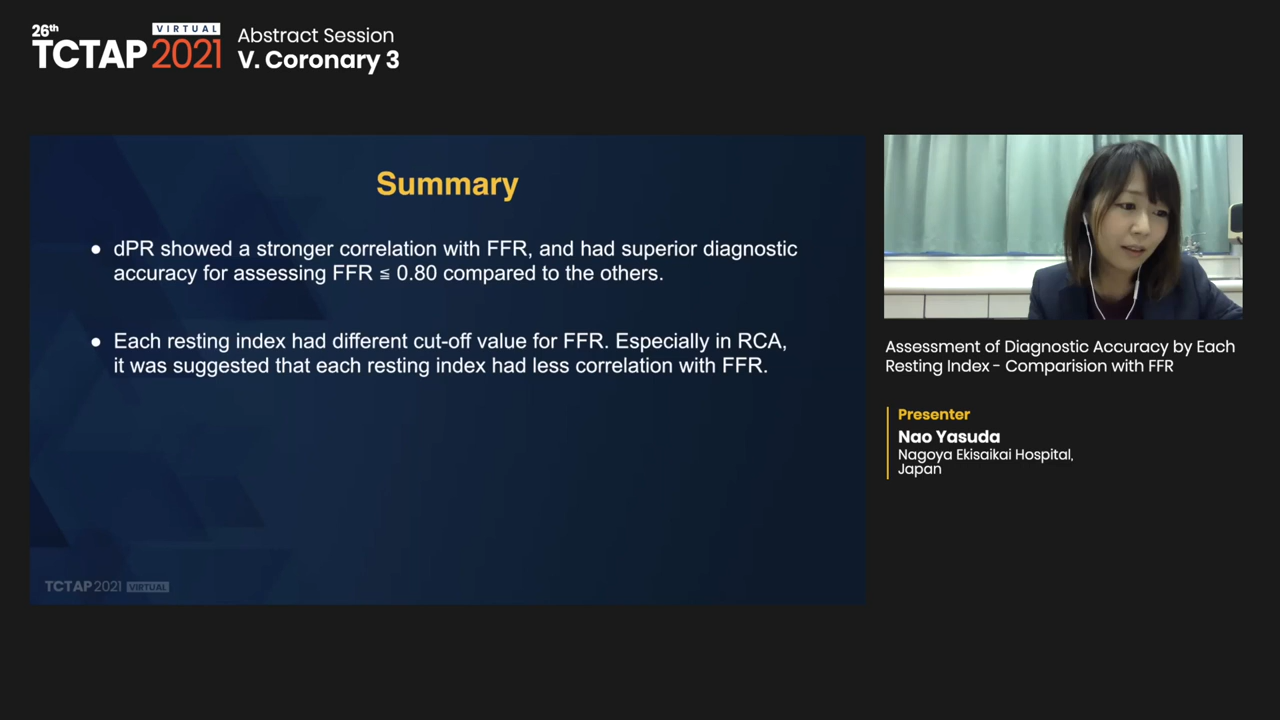 26th
VIRTUAL
TCTAP 2021
Abstract Session
V. Coronary 3
Summary
● dPR showed a stronger correlation with FFR, and had superior diagnostic
accuracy for assessing FFR ≦ 0.80 compared to the others.
● Each resting index had different cut-off value for FFR. Especially in RCA,
it was suggested that each resting index had less correlation with FFR.
TCTAP 2021 VIRTUAL
Assessment of Diagnostic Accuracy by Each
Resting Index - Comparision with FFR
Presenter
Nao Yasuda
Nagoya Ekisaikai Hospital,
Japan